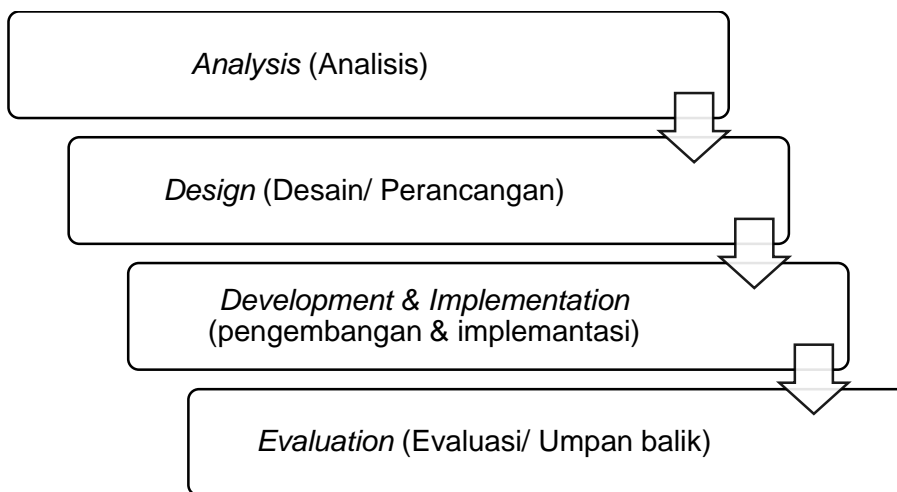 Analysis (Analisis)
Design (Desain/ Perancangan)
Development & Implementation
(pengembangan & implemantasi)
Evaluation (Evaluasi/ Umpan balik)